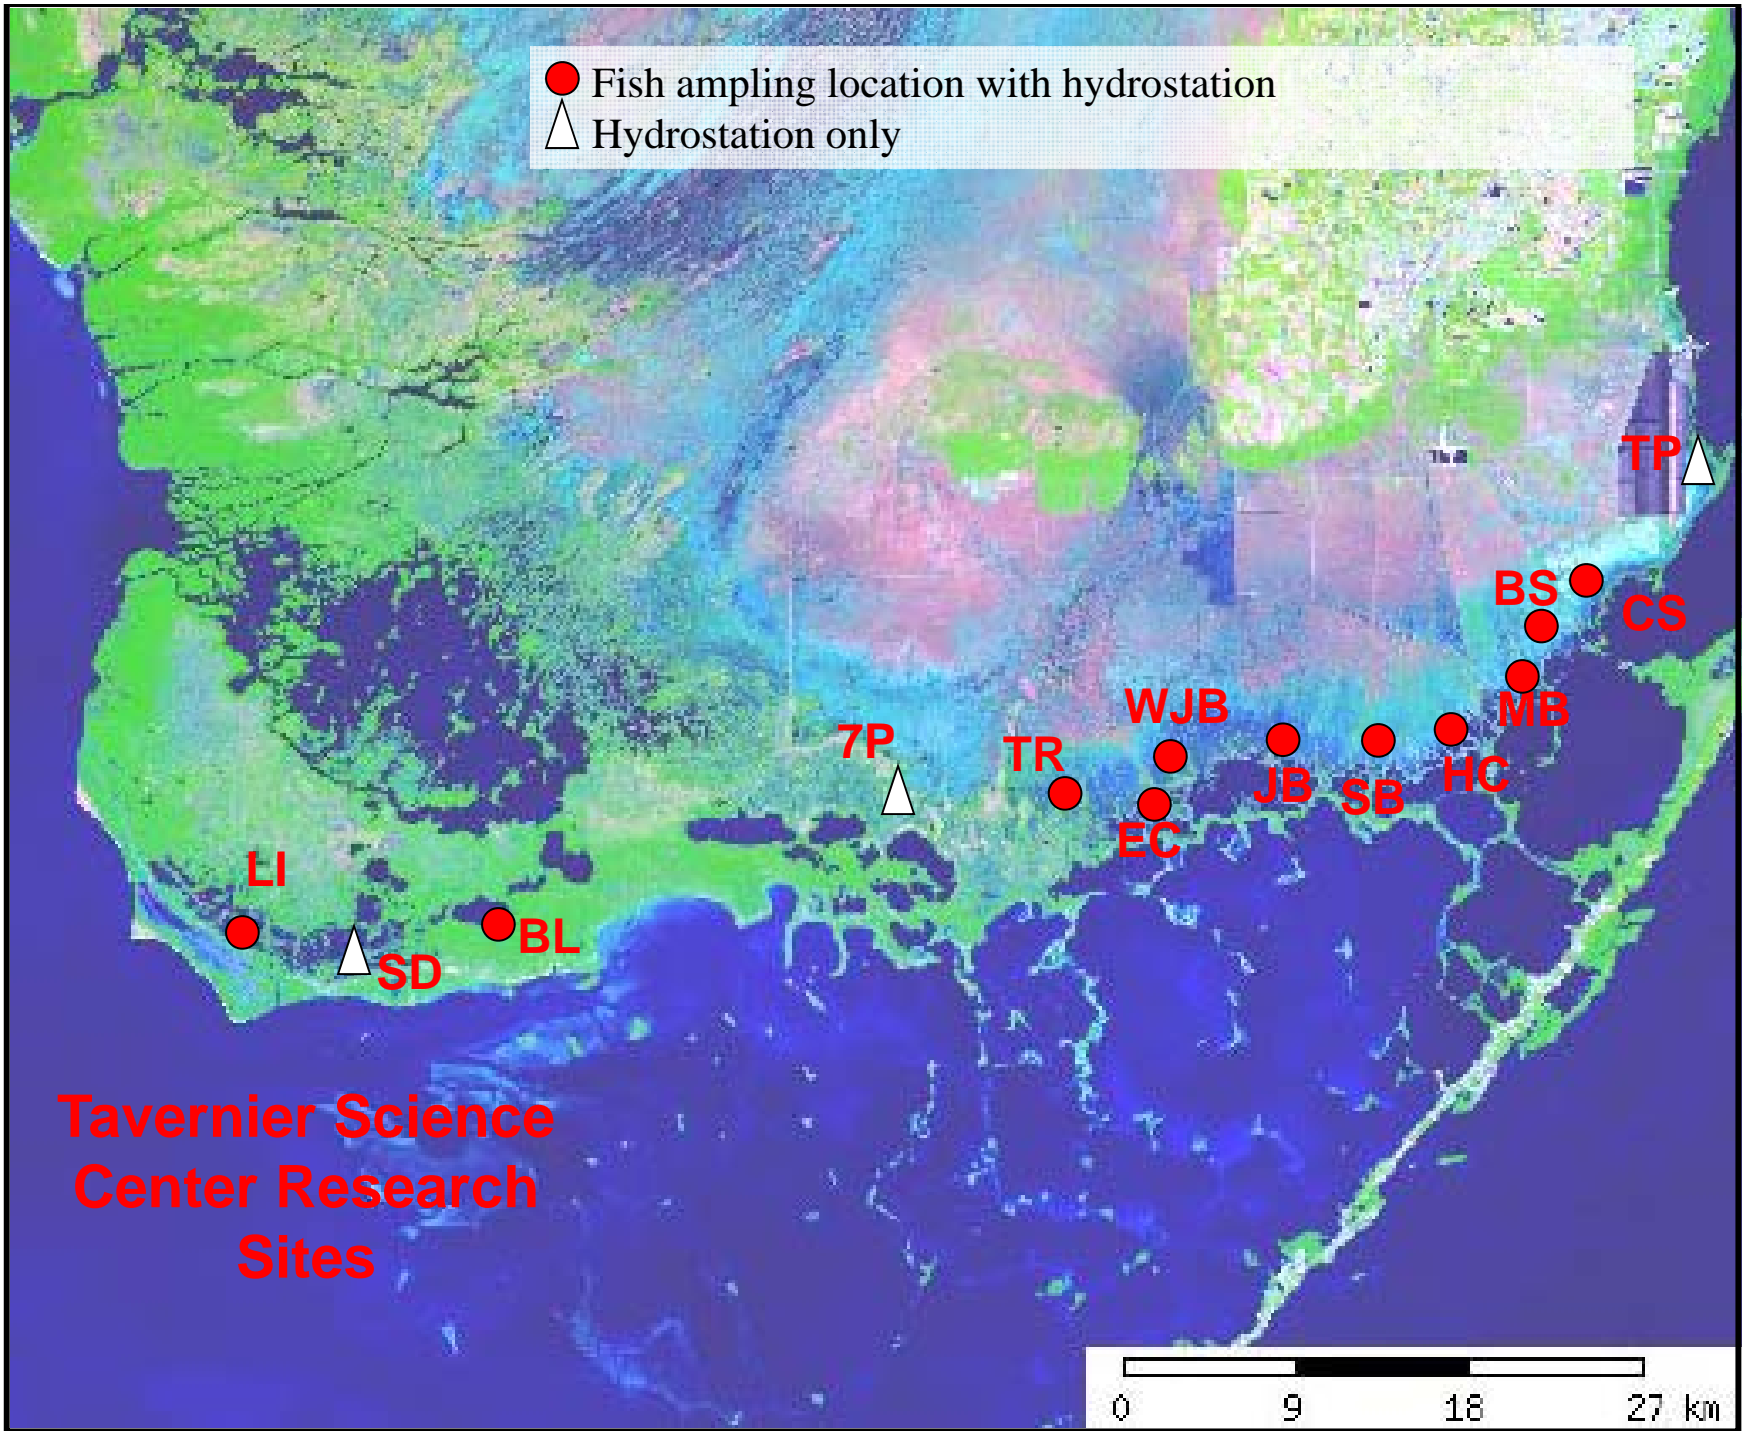 Fish ampling location with hydrostation
Hydrostation only
TP
BS
CS
MB
WJB
7P
TR
HC
JB
SB
EC
LI
BL
SD
Tavernier Science
Center Research
Sites
0 9 18 27 km